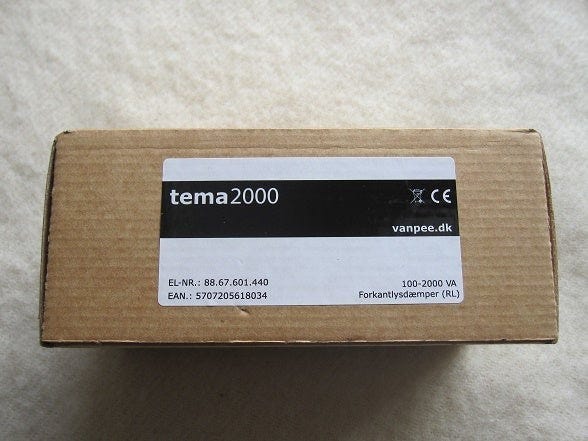 tema2000
CE
vanpee.dk
EL-NR.: 88.67.601.440
EAN.: 5707205618034
100-2000 VA
Forkantlysdæmper (RL)